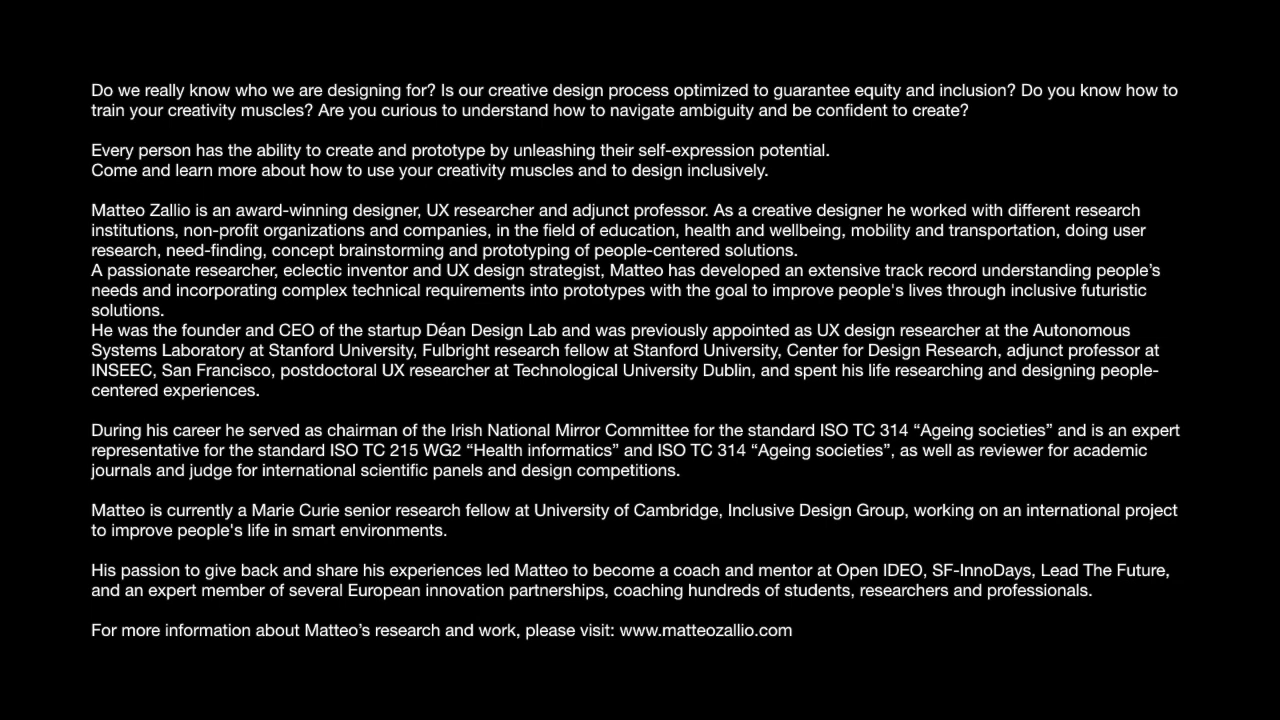 Do we really know who we are designing for? Is our creative design process optimized to guarantee equity and inclusion? Do you know how to
train your creativity muscles? Are you curious to understand how to navigate ambiguity and be confident to create?
Every person has the ability to create and prototype by unleashing their self-expression potential.
Come and learn more about how to use your creativity muscles and to design inclusively.
Matteo Zallio is an award-winning designer, UX researcher and adjunct professor. As a creative designer he worked with different research
institutions, non-profit organizations and companies, in the field of education, health and wellbeing, mobility and transportation, doing user
research, need-finding, concept brainstorming and prototyping of people-centered solutions.
A passionate researcher, eclectic inventor and UX design strategist, Matteo has developed an extensive track record understanding people’s
needs and incorporating complex technical requirements into prototypes with the goal to improve people's lives through inclusive futuristic
solutions.
He was the founder and CEO of the startup Déan Design Lab and was previously appointed as UX design researcher at the Autonomous
Systems Laboratory at Stanford University, Fulbright research fellow at Stanford University, Center for Design Research, adjunct professor at
INSEEC, San Francisco, postdoctoral UX researcher at Technological University Dublin, and spent his life researching and designing people-
centered experiences.
During his career he served as chairman of the Irish National Mirror Committee for the standard ISO TC 314 “Ageing societies” and is an expert
representative for the standard ISO TC 215 WG2 “Health informatics” and ISO TC 314 “Ageing societies”, as well as reviewer for academic
journals and judge for international scientific panels and design competitions.
Matteo is currently a Marie Curie senior research fellow at University of Cambridge, Inclusive Design Group, working on an international project
to improve people's life in smart environments.
His passion to give back and share his experiences led Matteo to become a coach and mentor at Open IDEO, SF-InnoDays, Lead The Future,
and an expert member of several European innovation partnerships, coaching hundreds of students, researchers and professionals.
For more information about Matteo’s research and work, please visit: www.matteozallio.com